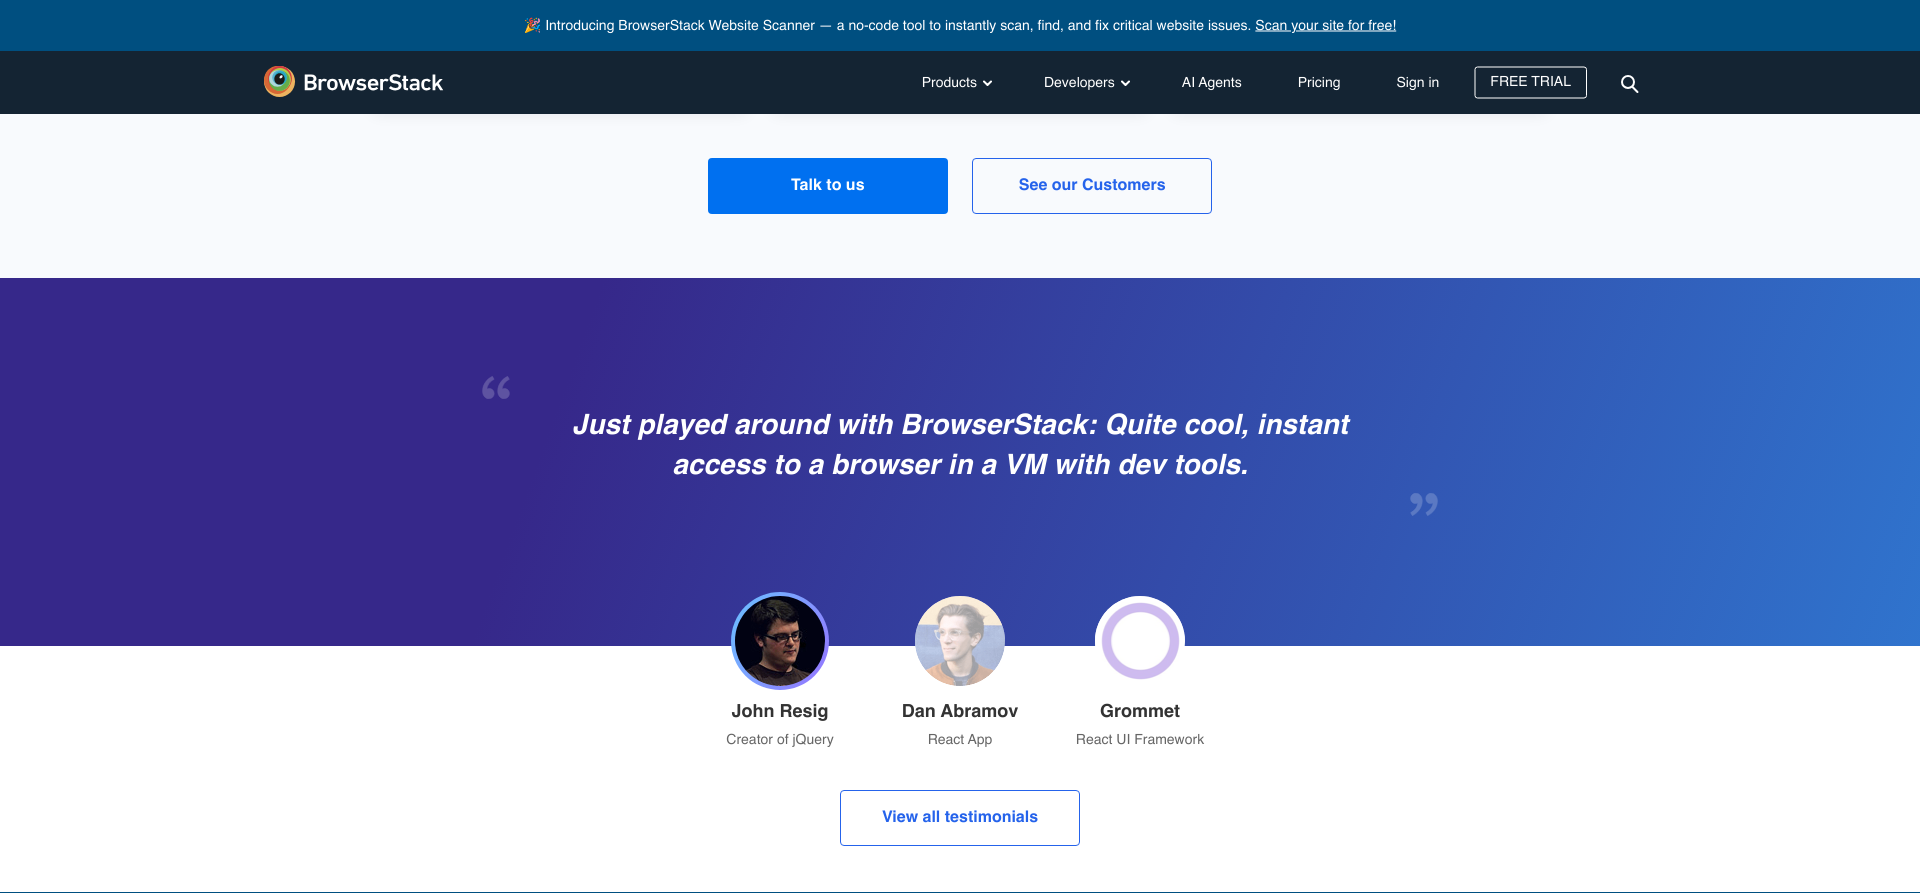 🎉 Introducing BrowserStack Website Scanner — a no-code tool to instantly scan, find, and fix critical website issues. Scan your site for free!
BrowserStack Products Developers AI Agents Pricing Sign in FREE TRIAL
Talk to us See our Customers
“
Just played around with BrowserStack: Quite cool, instant
access to a browser in a VM with dev tools.
”
John Resig Dan Abramov Grommet
Creator of jQuery React App React UI Framework
View all testimonials